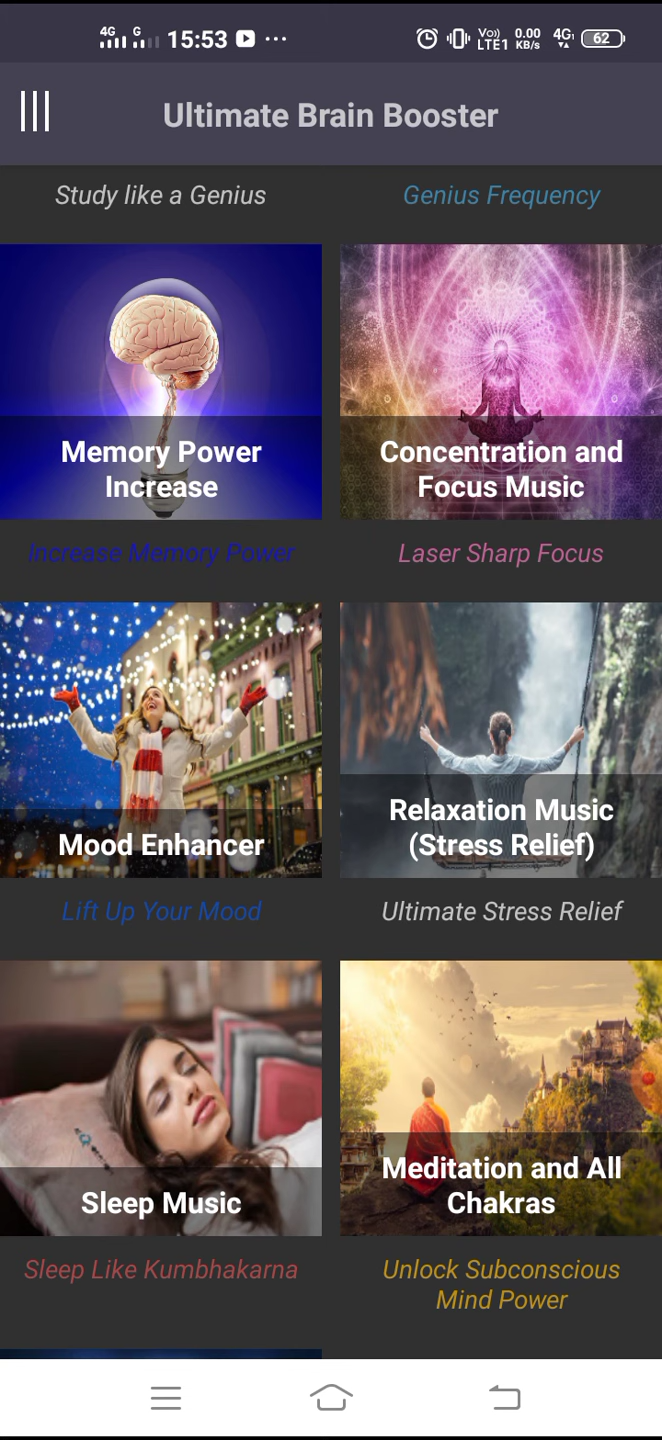 4G G 15:53 ... Vo)) LTE1 0.00 KB/s 4G 62
Ultimate Brain Booster
Study like a Genius
Genius Frequency
Memory Power
Increase
Concentration and
Focus Music
Increase Memory Power
Laser Sharp Focus
Mood Enhancer
Relaxation Music
(Stress Relief)
Lift Up Your Mood
Ultimate Stress Relief
Sleep Music
Meditation and All
Chakras
Sleep Like Kumbhakarna
Unlock Subconscious
Mind Power